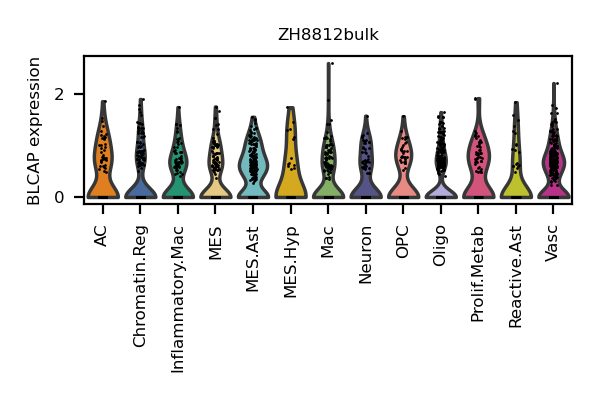 ZH8812bulk
BLCAP expression
2
0
AC
Chromatin.Reg
Inflammatory.Mac
MES
MES.Ast
MES.Hyp
Mac
Neuron
OPC
Oligo
Prolif.Metab
Reactive.Ast
Vasc